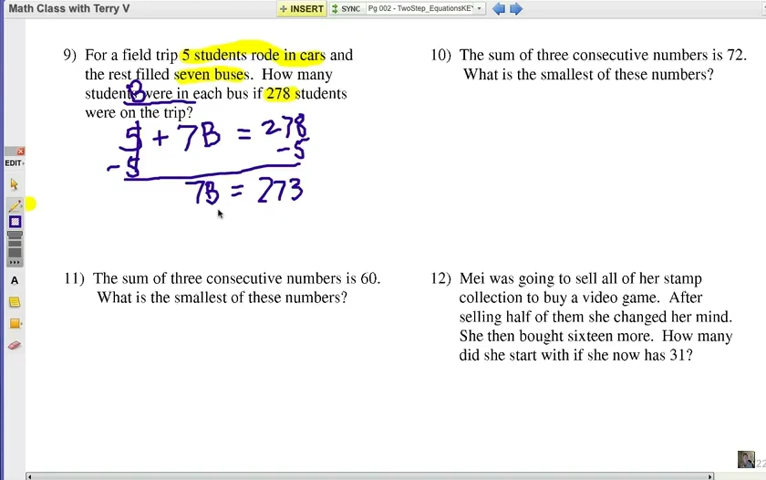 Math Class with Terry V
INSERT
SYNC
Pg 002 - TwoStep_EquationsKE
9) For a field trip 5 students rode in cars and
the rest filled seven buses. How many
students were in each bus if 278 students
were on the trip?
B
5 + 7B = 278
-5 -5
7B = 273
10) The sum of three consecutive numbers is 72.
What is the smallest of these numbers?
11) The sum of three consecutive numbers is 60.
What is the smallest of these numbers?
12) Mei was going to sell all of her stamp
collection to buy a video game. After
selling half of them she changed her mind.
She then bought sixteen more. How many
did she start with if she now has 31?
EDIT
A
22